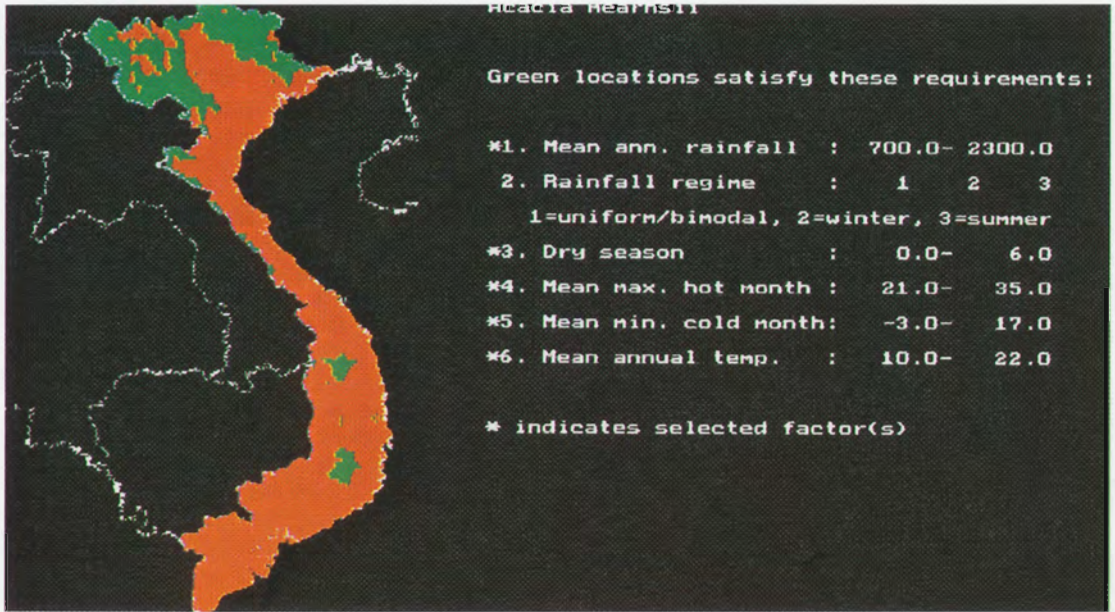 Acacia Mearnsii
Green locations satisfy these requirements:
*1. Mean ann. rainfall : 700.0- 2300.0
2. Rainfall regime : 1 2 3
1=uniform/bimodal, 2=winter, 3=summer
*3. Dry season : 0.0- 6.0
*4. Mean max. hot month : 21.0- 35.0
*5. Mean min. cold month: -3.0- 17.0
*6. Mean annual temp. : 10.0- 22.0
* indicates selected factor(s)